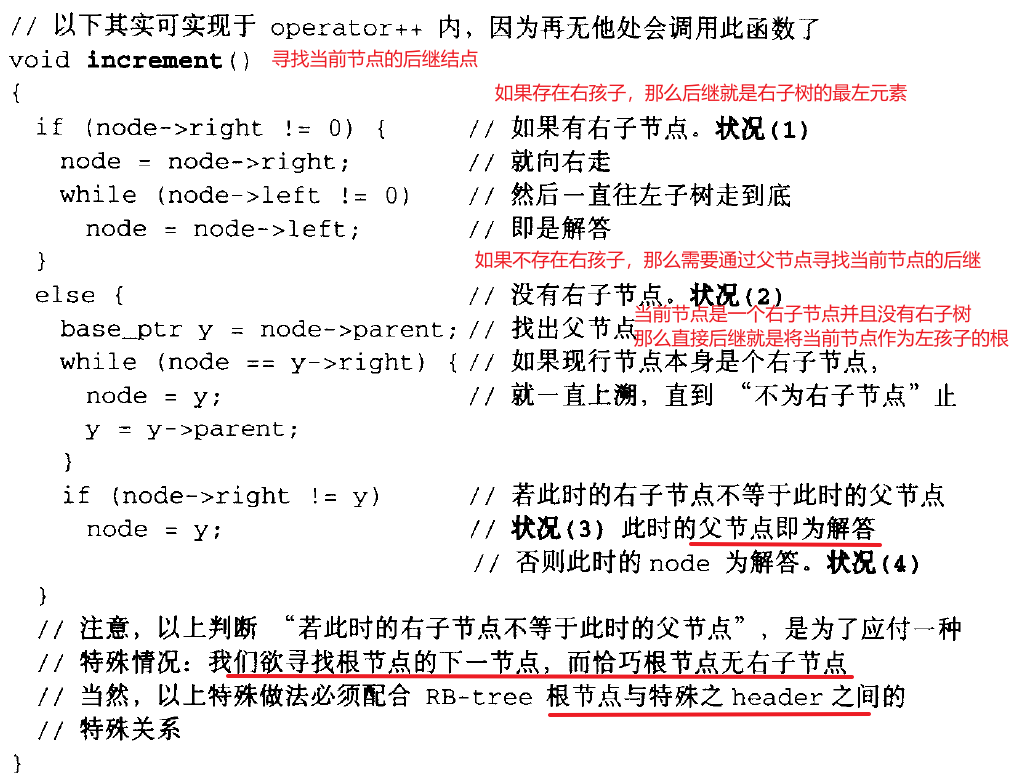 // 以下其实可实现于 operator++ 内，因为再无他处会调用此函数了
void increment() 寻找当前节点的后继结点
{
如果存在右孩子，那么后继就是右子树的最左元素
if (node->right != 0) { // 如果有右子节点。状况(1)
node = node->right; // 就向右走
while (node->left != 0) // 然后一直往左子树走到底
node = node->left; // 即是解答
}
如果不存在右孩子，那么需要通过父节点寻找当前节点的后继
else { // 没有右子节点。状况(2)
当前节点是一个右子节点并且没有右子树
base_ptr y = node->parent; // 找出父节点
那么直接后继就是将当前节点作为左孩子的根
while (node == y->right) { // 如果现行节点本身是个右子节点，
node = y; // 就一直上溯，直到 “不为右子节点”止
y = y->parent;
}
if (node->right != y) // 若此时的右子节点不等于此时的父节点
node = y; // 状况(3) 此时的父节点即为解答
// 否则此时的 node 为解答。状况(4)
}
// 注意，以上判断 “若此时的右子节点不等于此时的父节点”，是为了应付一种
// 特殊情况：我们欲寻找根节点的下一节点，而恰巧根节点无右子节点
// 当然，以上特殊做法必须配合 RB-tree 根节点与特殊之 header 之间的
// 特殊关系
}